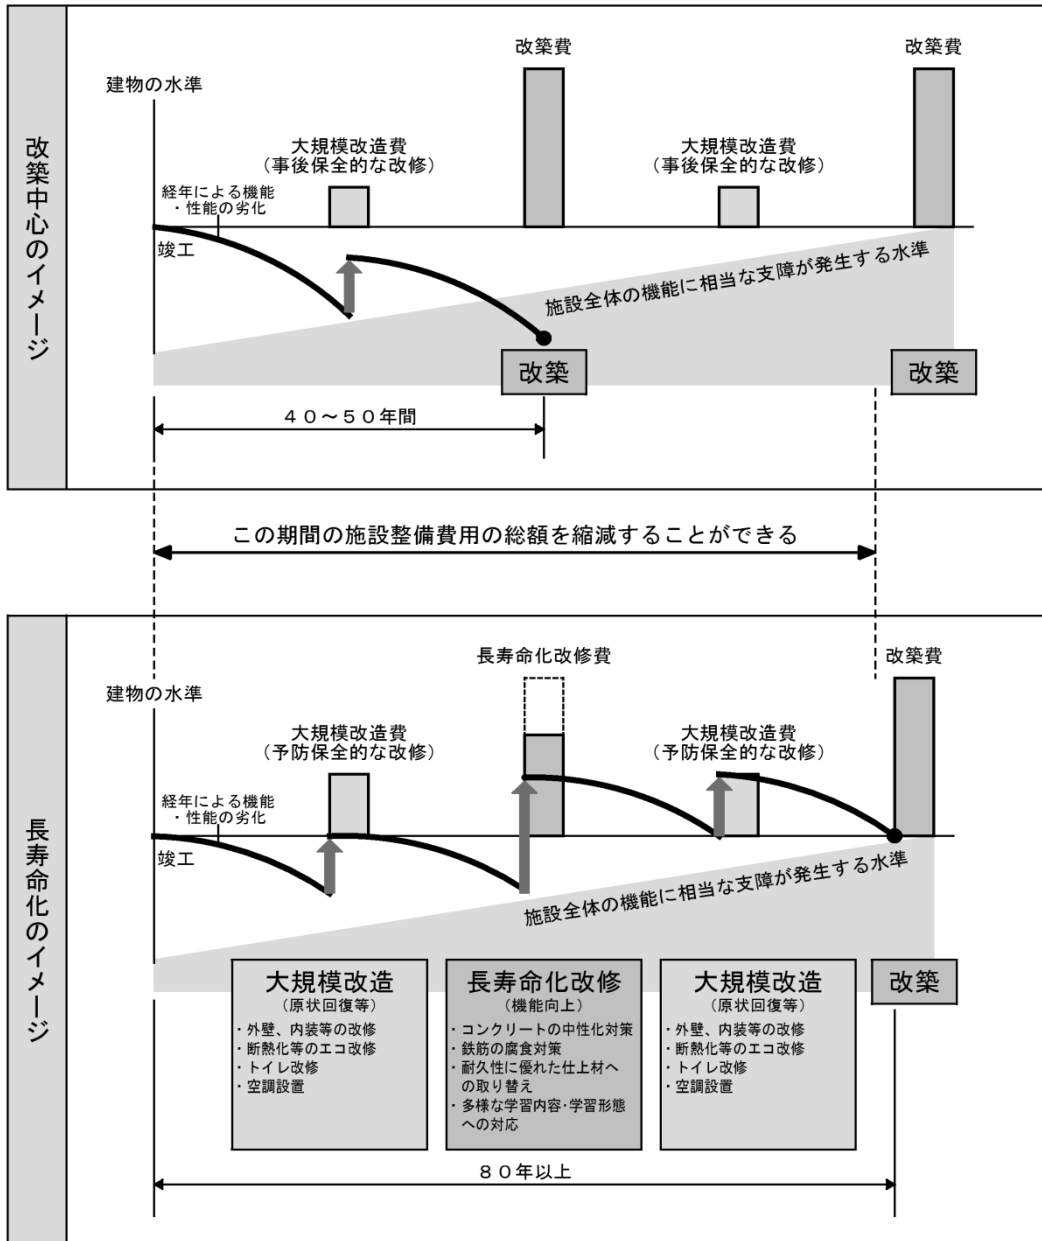 改築中心のイメージ
改築費
改築費
建物の水準
大規模改造費
（事後保全的な改修）
大規模改造費
（事後保全的な改修）
経年による機能
・性能の劣化
竣工
施設全体の機能に相当な支障が発生する水準
改築
改築
４０～５０年間
この期間の施設整備費用の総額を縮減することができる
長寿命化のイメージ
長寿命化改修費
改築費
建物の水準
大規模改造費
（予防保全的な改修）
大規模改造費
（予防保全的な改修）
経年による機能
・性能の劣化
竣工
施設全体の機能に相当な支障が発生する水準
大規模改造
（原状回復等）
・外壁、内装等の改修
・断熱化等のエコ改修
・トイレ改修
・空調設置
長寿命化改修
（機能向上）
・コンクリートの中性化対策
・鉄筋の腐食対策
・耐久性に優れた仕上材へ
の取り替え
・多様な学習内容・学習形態
への対応
大規模改造
（原状回復等）
・外壁、内装等の改修
・断熱化等のエコ改修
・トイレ改修
・空調設置
改築
８０年以上